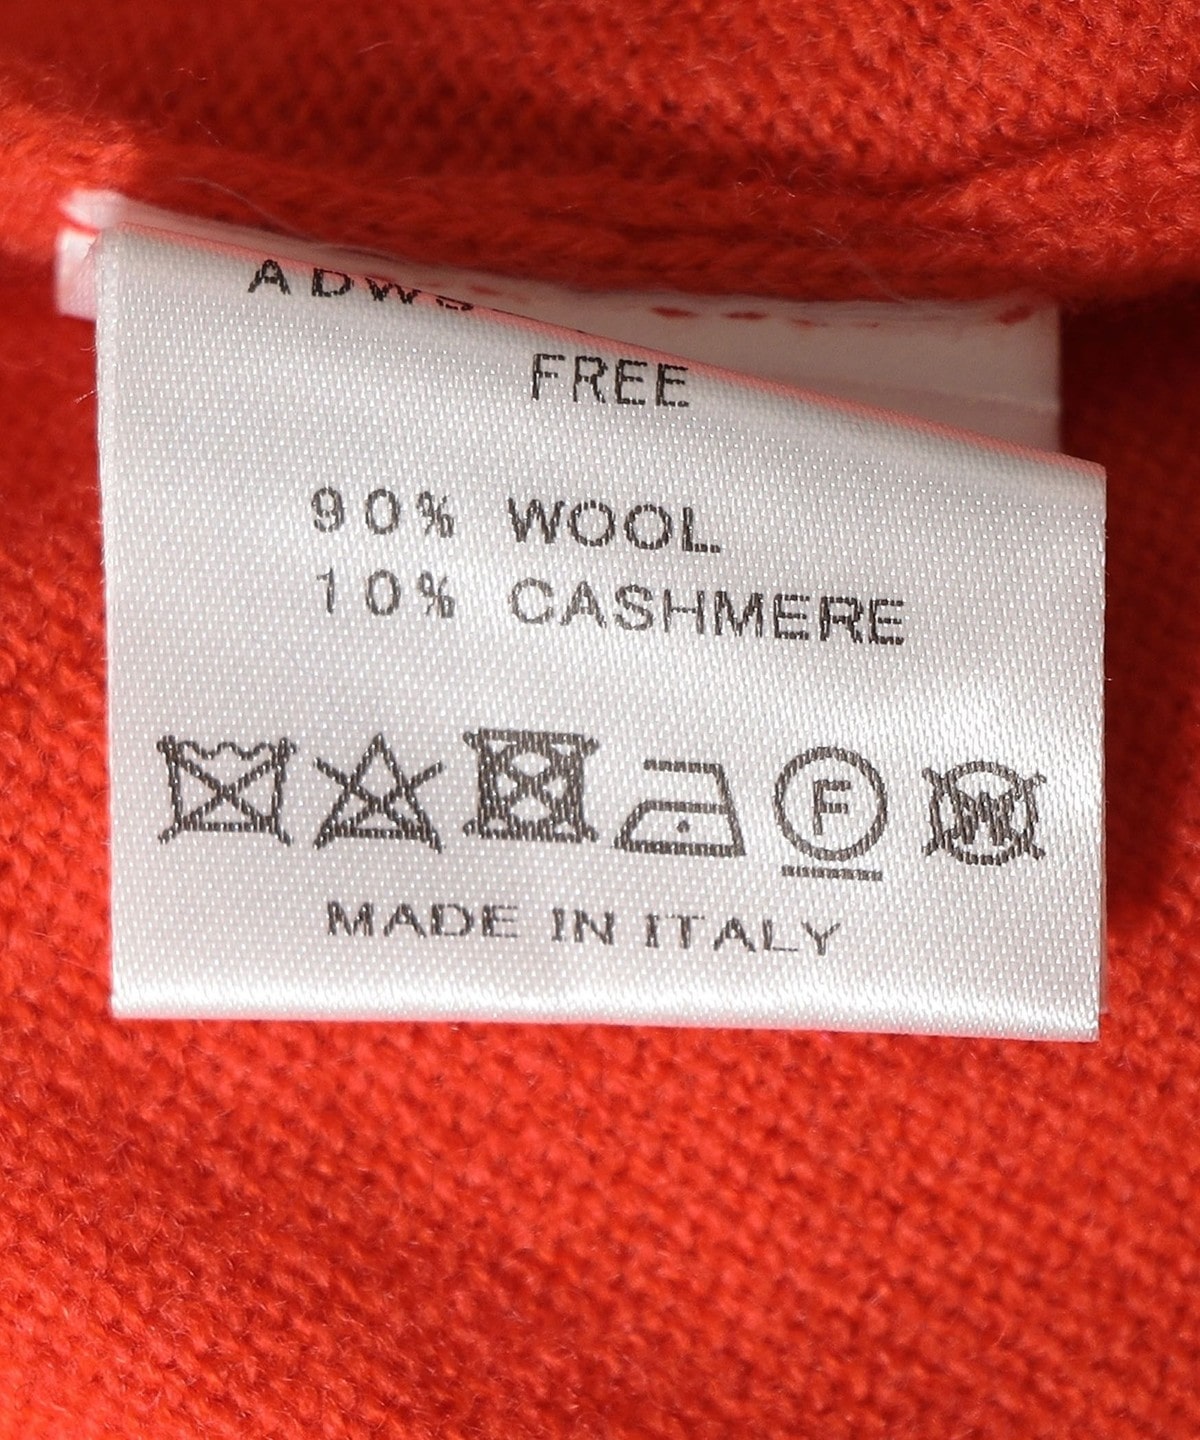 FREE
90% WOOL
10% CASHMERE
F W
MADE IN ITALY